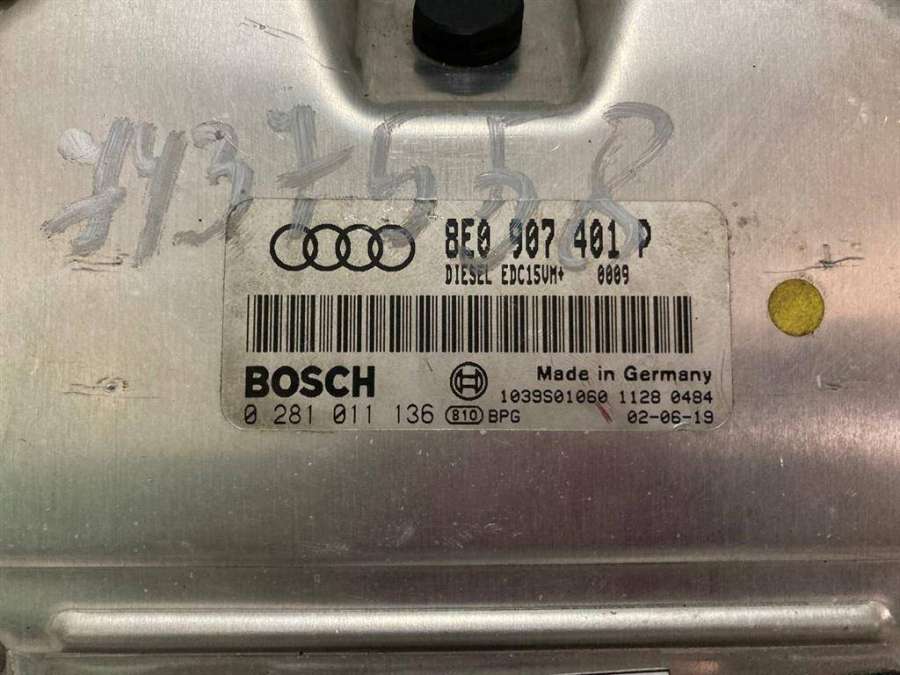 7437558
8E0 907 401 P
DIESEL EDC15VM+ 0009
BOSCH
Made in Germany
1039S01060 1128 0484
0 281 011 136 810 BPG 02-06-19